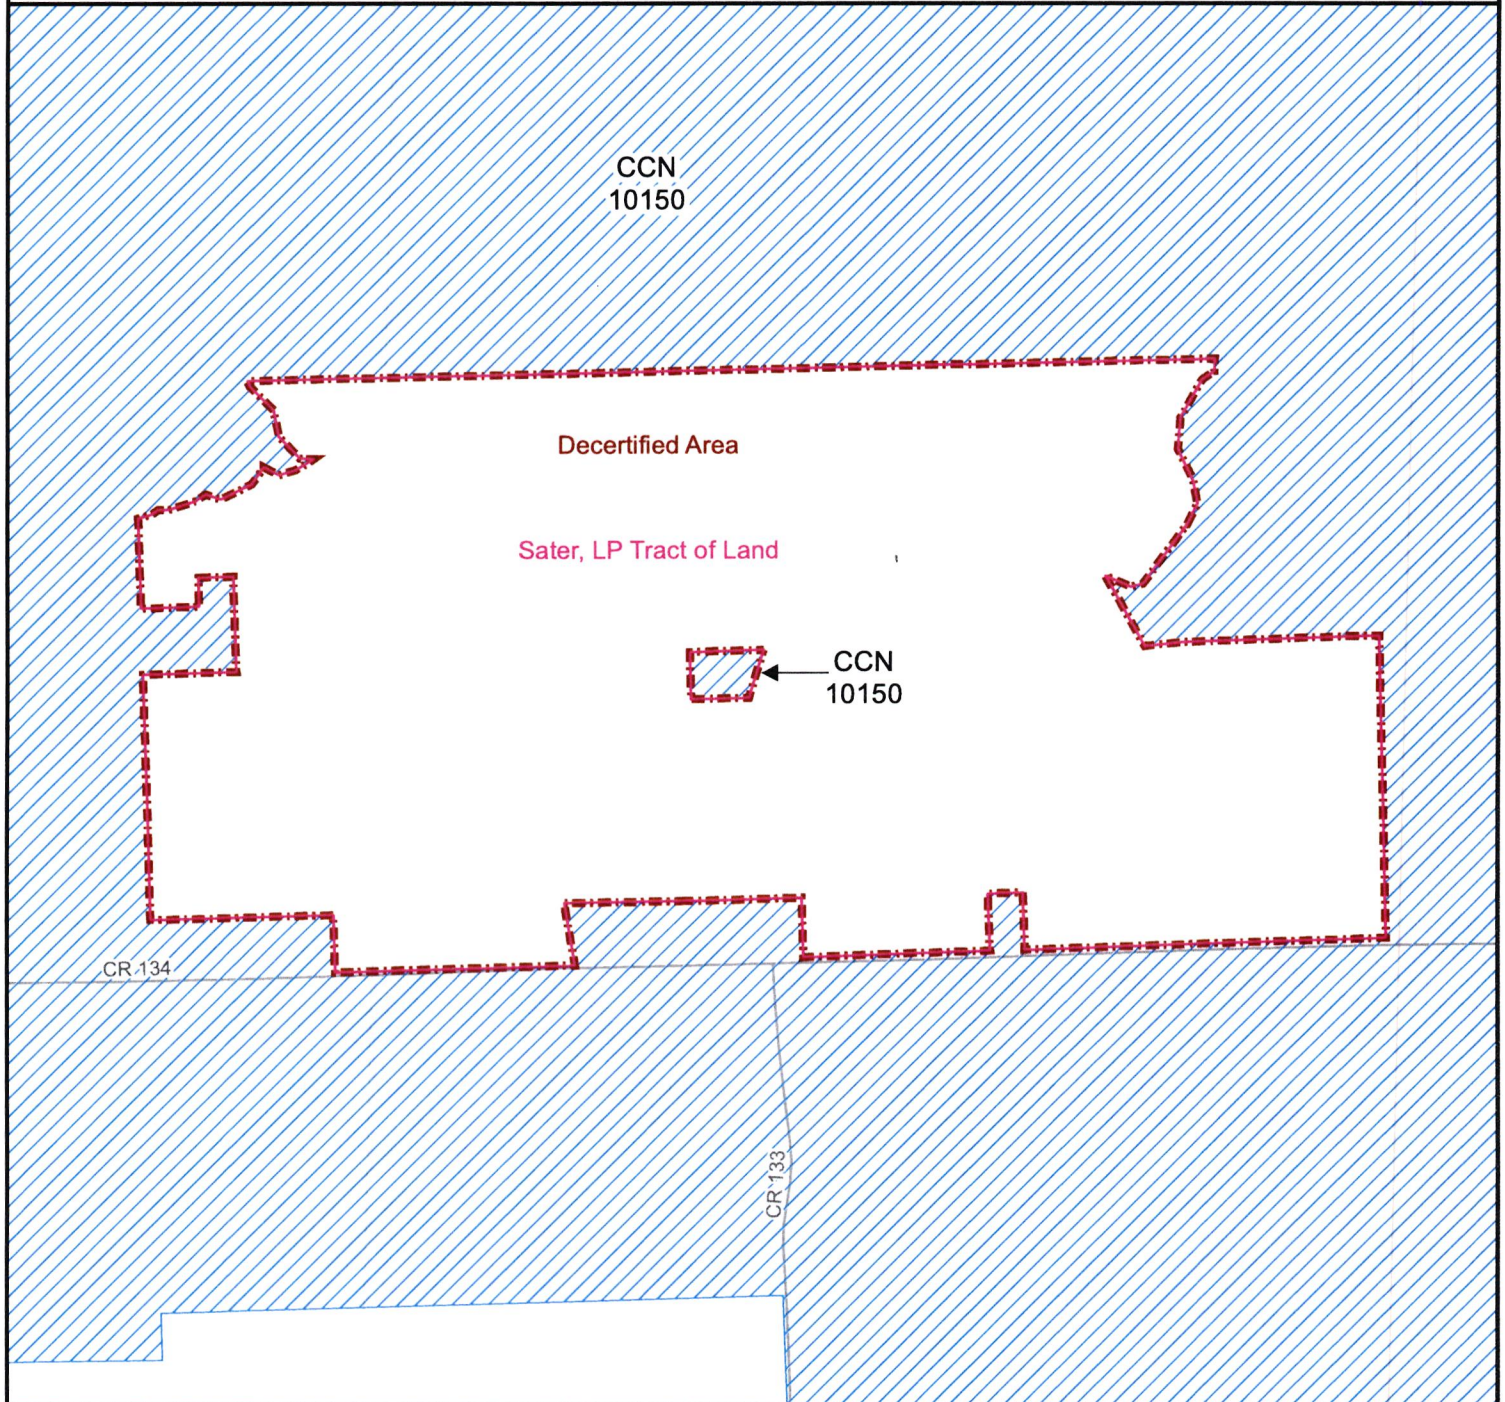 CCN
10150
Decertified Area
Sater, LP Tract of Land
CCN
10150
CR 134
CR 133